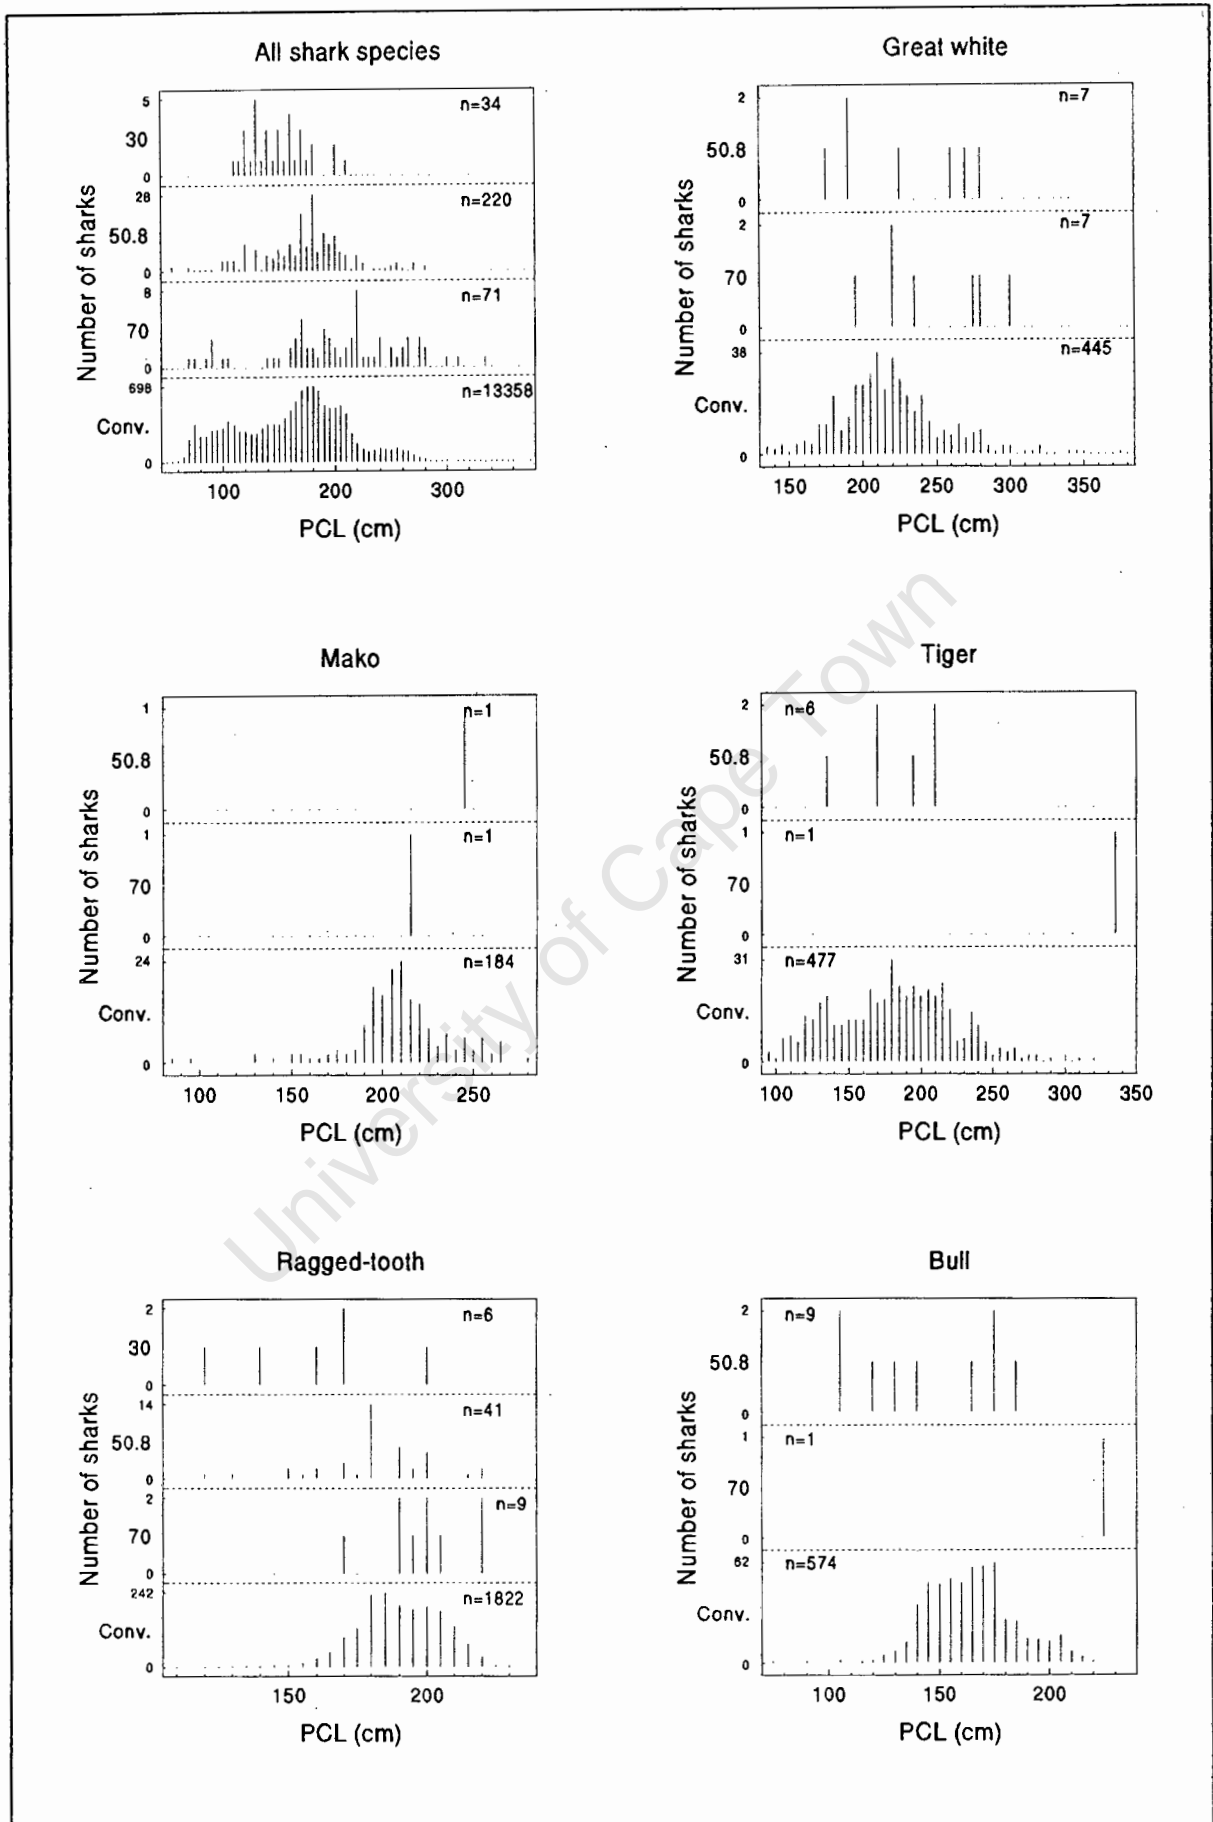 All shark species
Number of sharks
5
30
0
n=34
28
50.8
0
n=220
8
70
0
n=71
698
Conv.
0
n=13358
100 200 300
PCL (cm)
Great white
Number of sharks
2
50.8
0
n=7
2
70
0
n=7
38
Conv.
0
n=445
150 200 250 300 350
PCL (cm)
Mako
Number of sharks
1
50.8
0
n=1
1
70
0
n=1
24
Conv.
0
n=184
100 150 200 250
PCL (cm)
Tiger
Number of sharks
2
50.8
0
n=6
1
70
0
n=1
31
Conv.
0
n=477
100 150 200 250 300 350
PCL (cm)
Ragged-tooth
Number of sharks
2
30
0
n=6
14
50.8
0
n=41
2
70
0
n=9
242
Conv.
0
n=1822
150 200
PCL (cm)
Bull
Number of sharks
2
50.8
0
n=9
1
70
0
n=1
62
Conv.
0
n=574
100 150 200
PCL (cm)
University of Cape Town